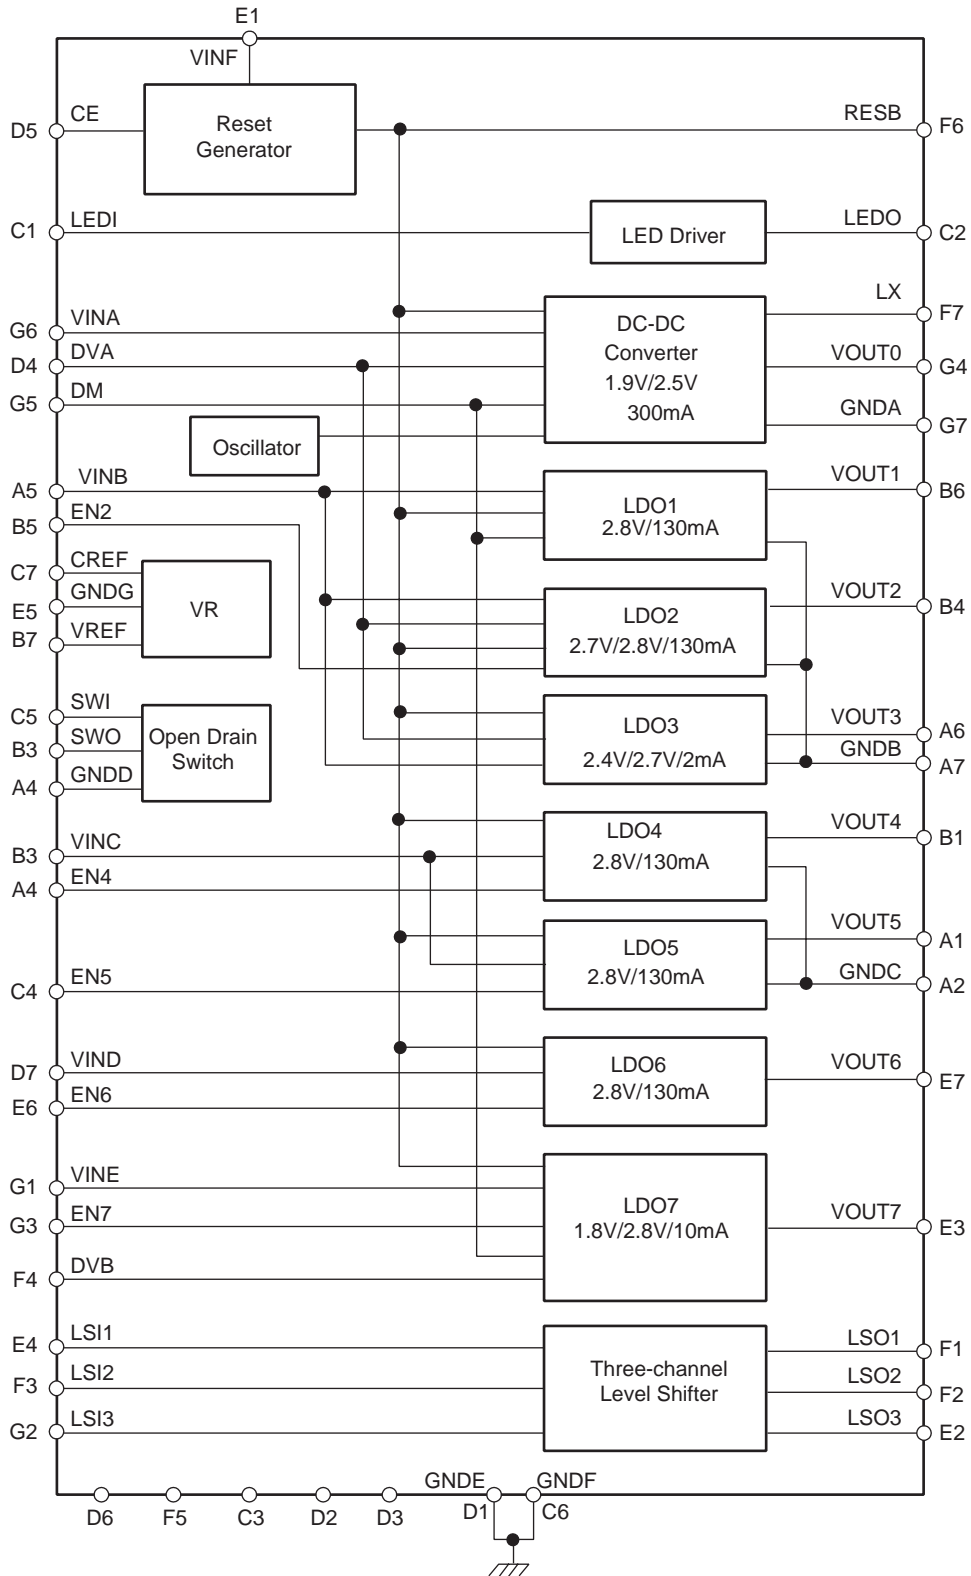 E1
VINF
D5
CE
Reset
Generator
RESB
F6
C1
LEDI
LED Driver
LEDO
C2
LX
F7
G6
VINA
DC-DC
Converter
1.9V/2.5V
300mA
D4
DVA
VOUT0
G4
G5
DM
GNDA
G7
Oscillator
A5
VINB
LDO1
2.8V/130mA
VOUT1
B6
B5
EN2
C7
CREF
E5
GNDG
B7
VREF
VR
LDO2
2.7V/2.8V/130mA
VOUT2
B4
C5
SWI
B3
SWO
A4
GNDD
Open Drain
Switch
LDO3
2.4V/2.7V/2mA
VOUT3
A6
GNDB
A7
B3
VINC
A4
EN4
LDO4
2.8V/130mA
VOUT4
B1
C4
EN5
LDO5
2.8V/130mA
VOUT5
A1
GNDC
A2
D7
VIND
E6
EN6
LDO6
2.8V/130mA
VOUT6
E7
G1
VINE
G3
EN7
F4
DVB
LDO7
1.8V/2.8V/10mA
VOUT7
E3
E4
LSI1
F3
LSI2
G2
LSI3
Three-channel
Level Shifter
LSO1
F1
LSO2
F2
LSO3
E2
GNDE
GNDF
D6
F5
C3
D2
D3
D1
C6